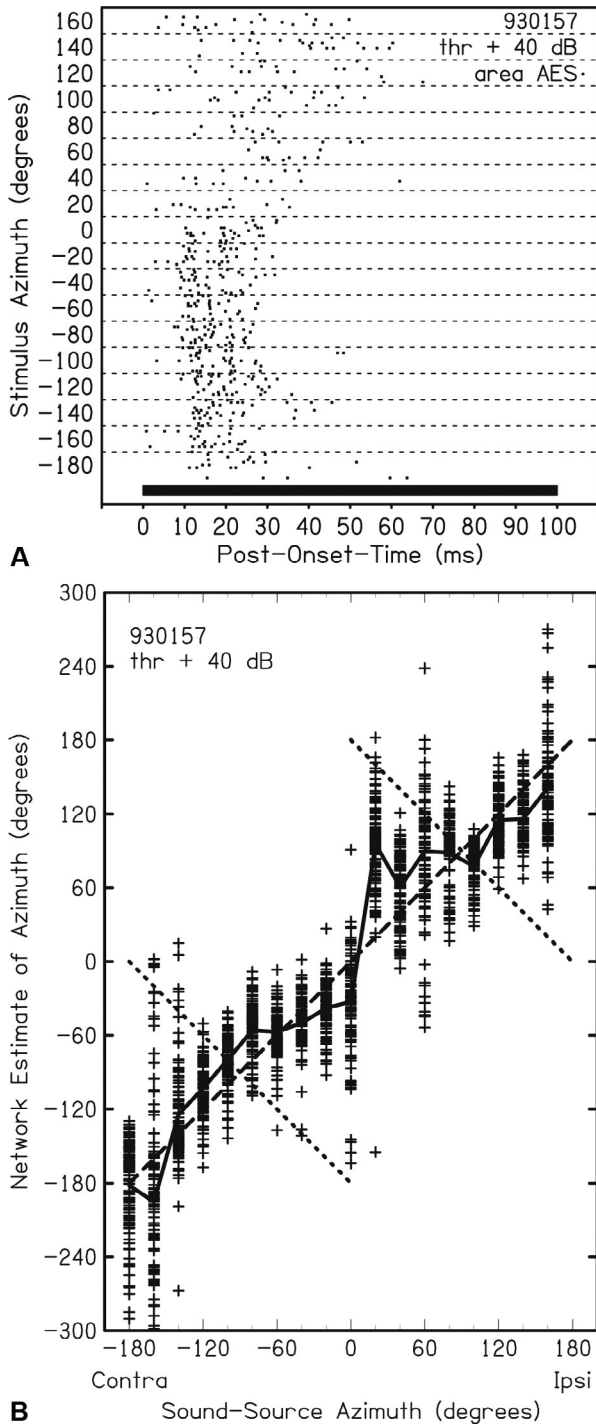 160
140
120
100
80
60
40
20
0
−20
−40
−60
−80
−100
−120
−140
−160
−180
Stimulus Azimuth (degrees)
930157
thr + 40 dB
area AES
0 10 20 30 40 50 60 70 80 90 100
Post−Onset−Time (ms)
A
300
240
180
120
60
0
−60
−120
−180
−240
−300
Network Estimate of Azimuth (degrees)
930157
thr + 40 dB
−180 −120 −60 0 60 120 180
Contra Ipsi
Sound−Source Azimuth (degrees)
B